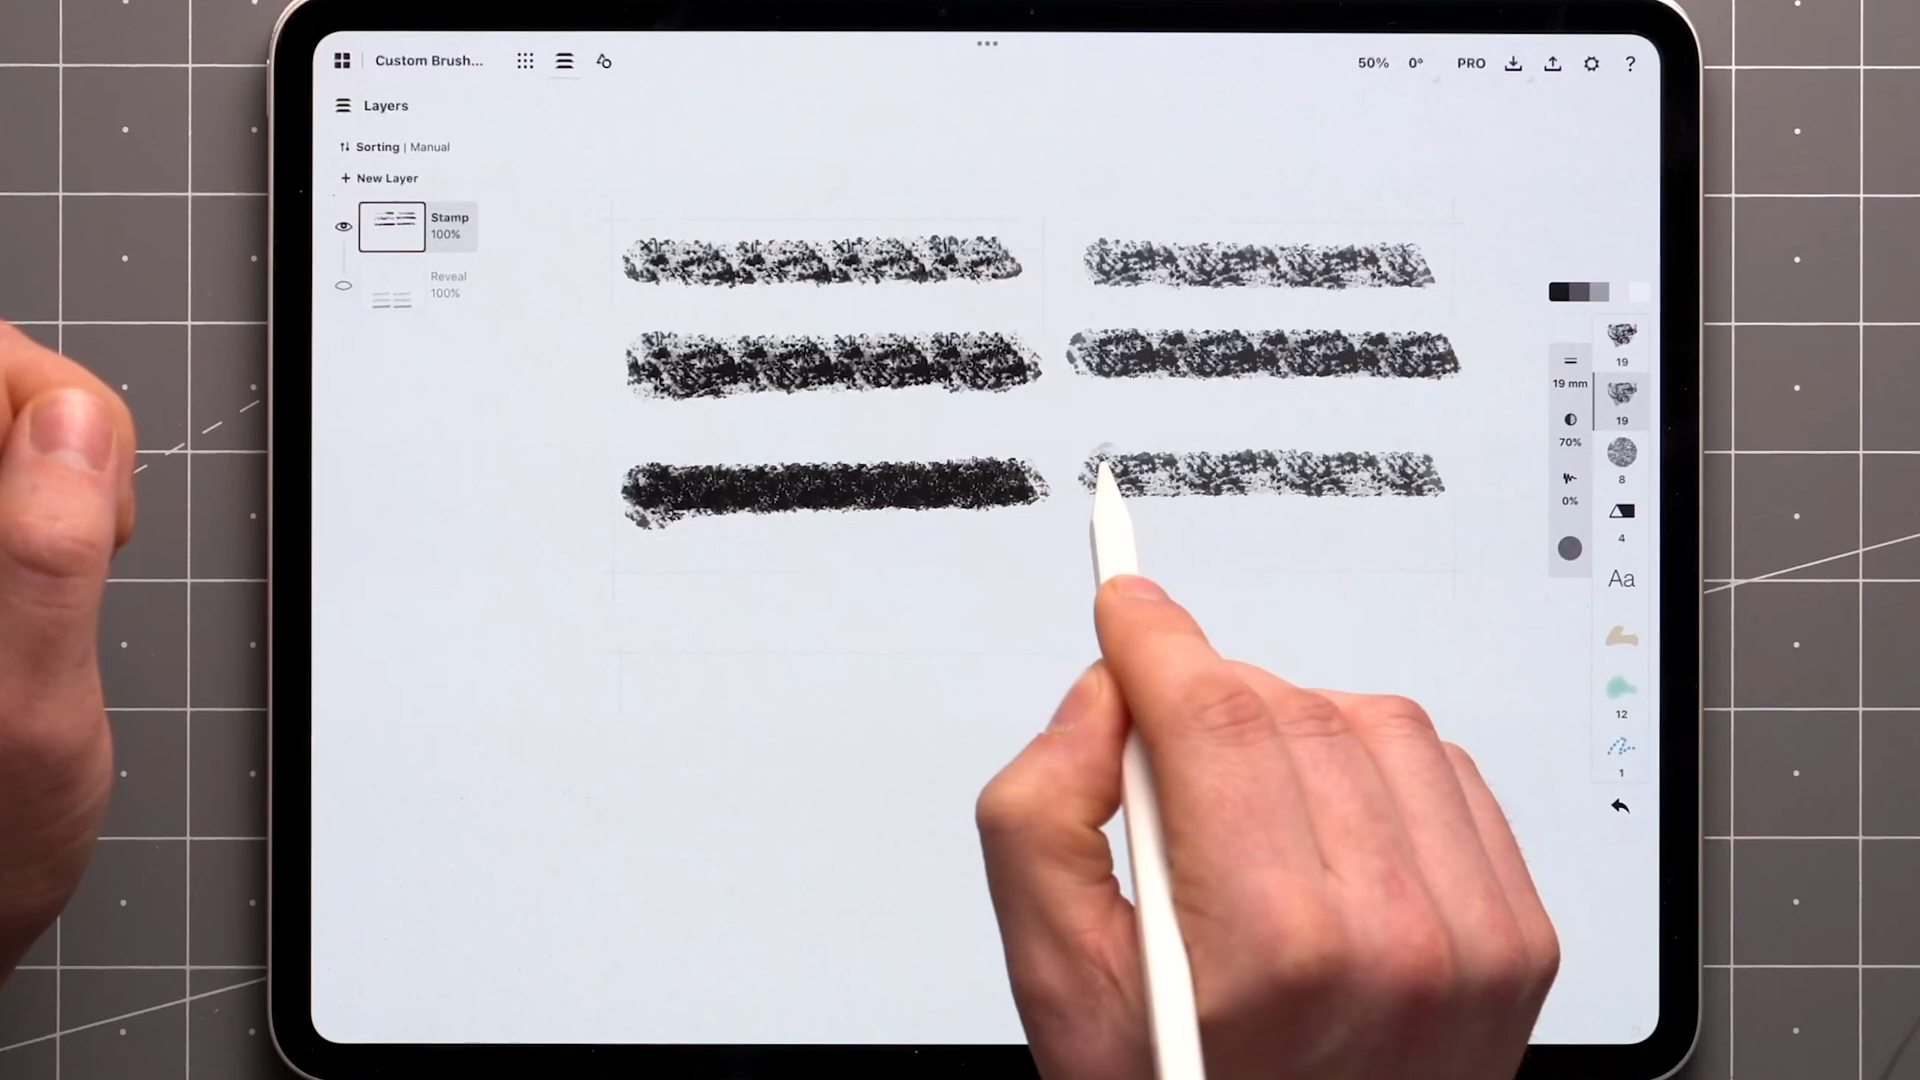 Custom Brush...
50% 0° PRO ?
Layers
Sorting | Manual
+ New Layer
Stamp
100%
Reveal
100%
19
19 mm
19
70%
8
0%
4
Aa
12
1